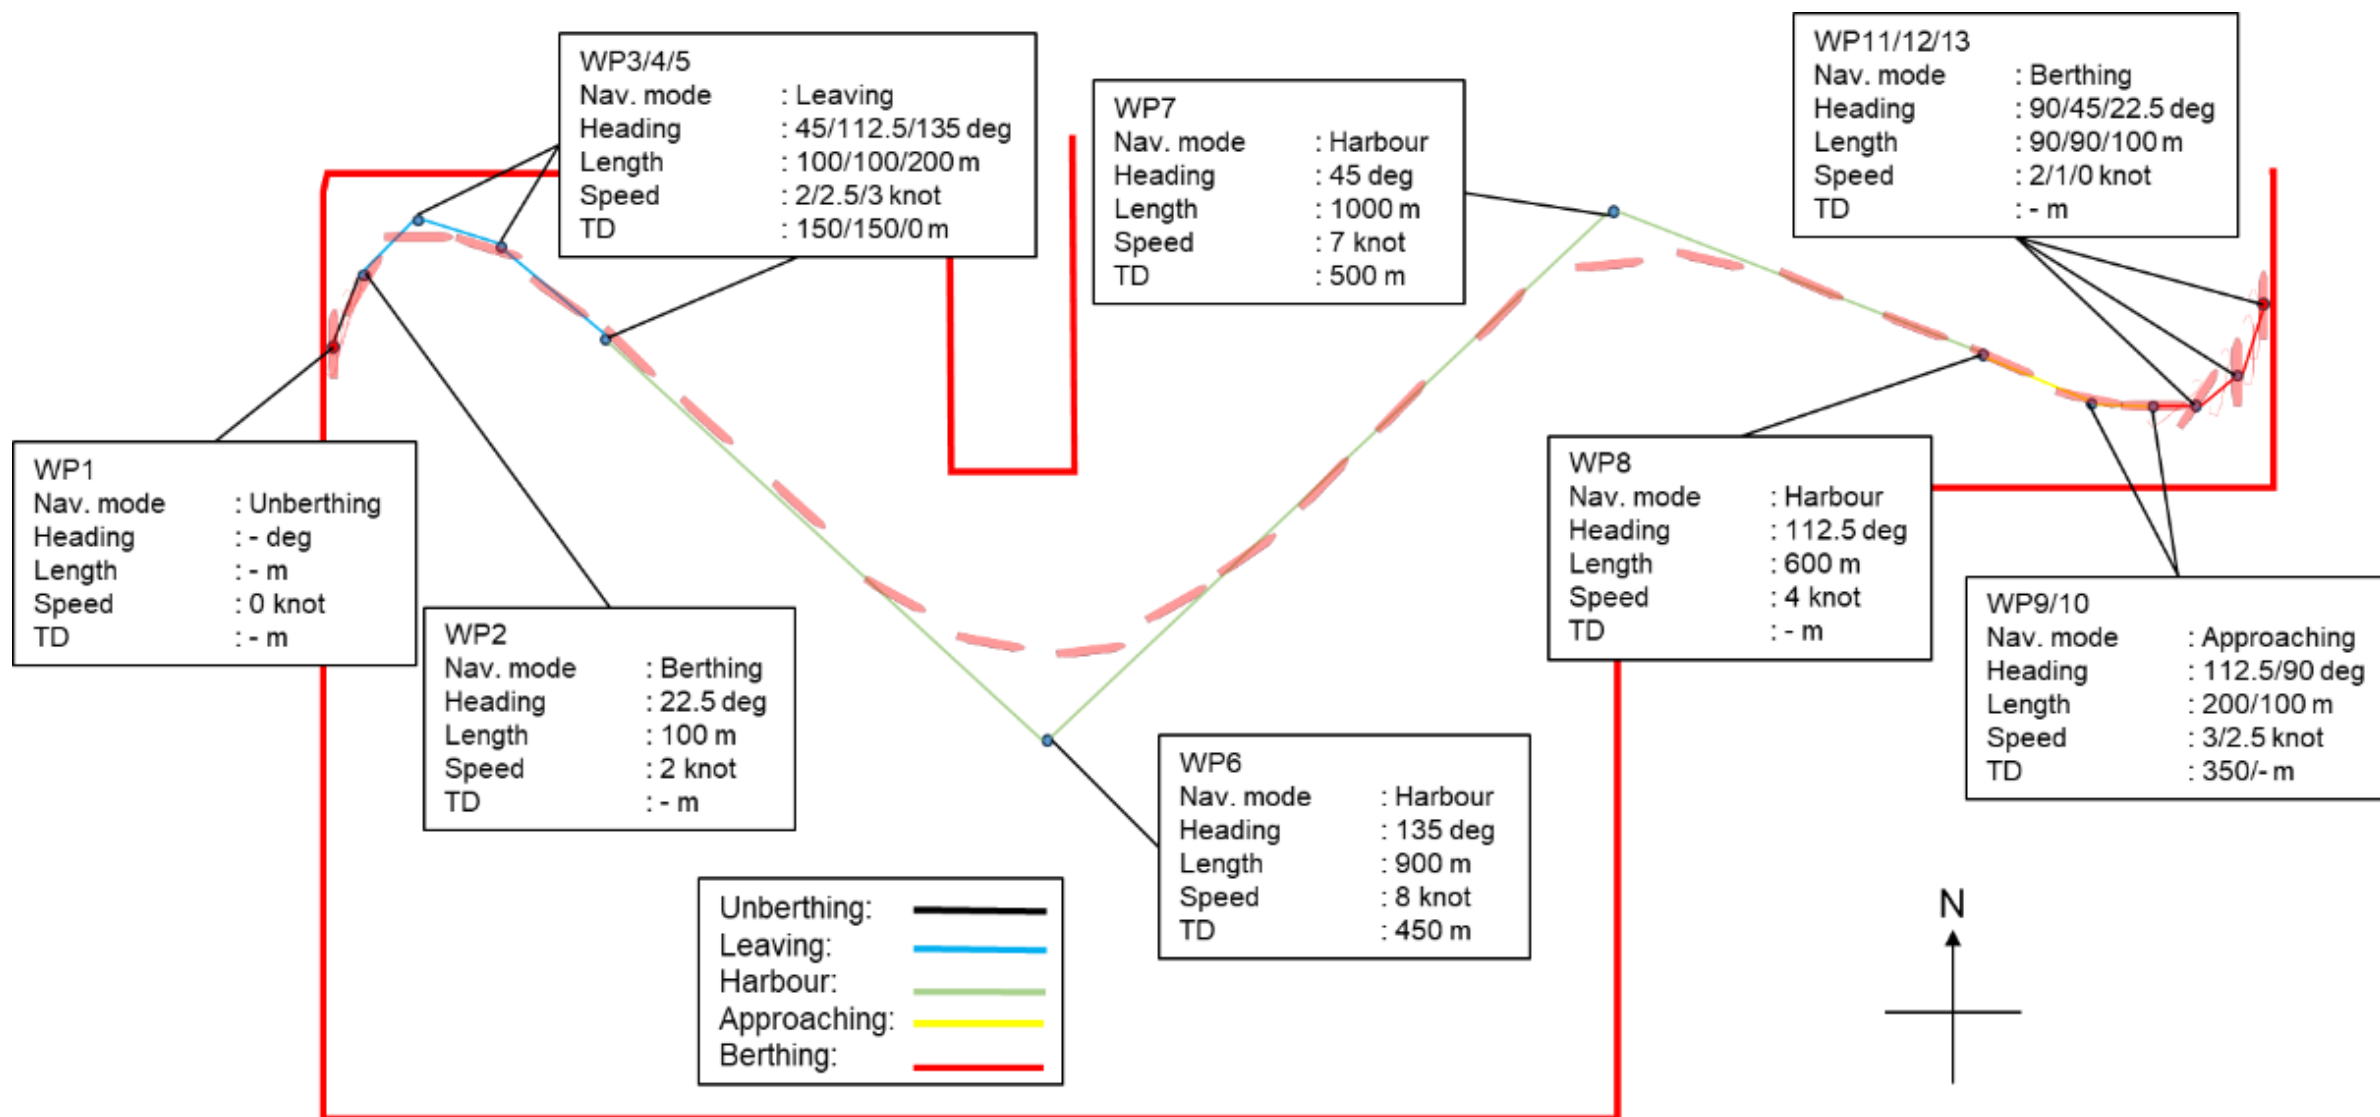 WP3/4/5
Nav. mode : Leaving
Heading : 45/112.5/135 deg
Length : 100/100/200 m
Speed : 2/2.5/3 knot
TD : 150/150/0 m
WP7
Nav. mode : Harbour
Heading : 45 deg
Length : 1000 m
Speed : 7 knot
TD : 500 m
WP11/12/13
Nav. mode : Berthing
Heading : 90/45/22.5 deg
Length : 90/90/100 m
Speed : 2/1/0 knot
TD : - m
WP1
Nav. mode : Unberthing
Heading : - deg
Length : - m
Speed : 0 knot
TD : - m
WP2
Nav. mode : Berthing
Heading : 22.5 deg
Length : 100 m
Speed : 2 knot
TD : - m
WP8
Nav. mode : Harbour
Heading : 112.5 deg
Length : 600 m
Speed : 4 knot
TD : - m
WP9/10
Nav. mode : Approaching
Heading : 112.5/90 deg
Length : 200/100 m
Speed : 3/2.5 knot
TD : 350/- m
WP6
Nav. mode : Harbour
Heading : 135 deg
Length : 900 m
Speed : 8 knot
TD : 450 m
Unberthing:
Leaving:
Harbour:
Approaching:
Berthing:
N